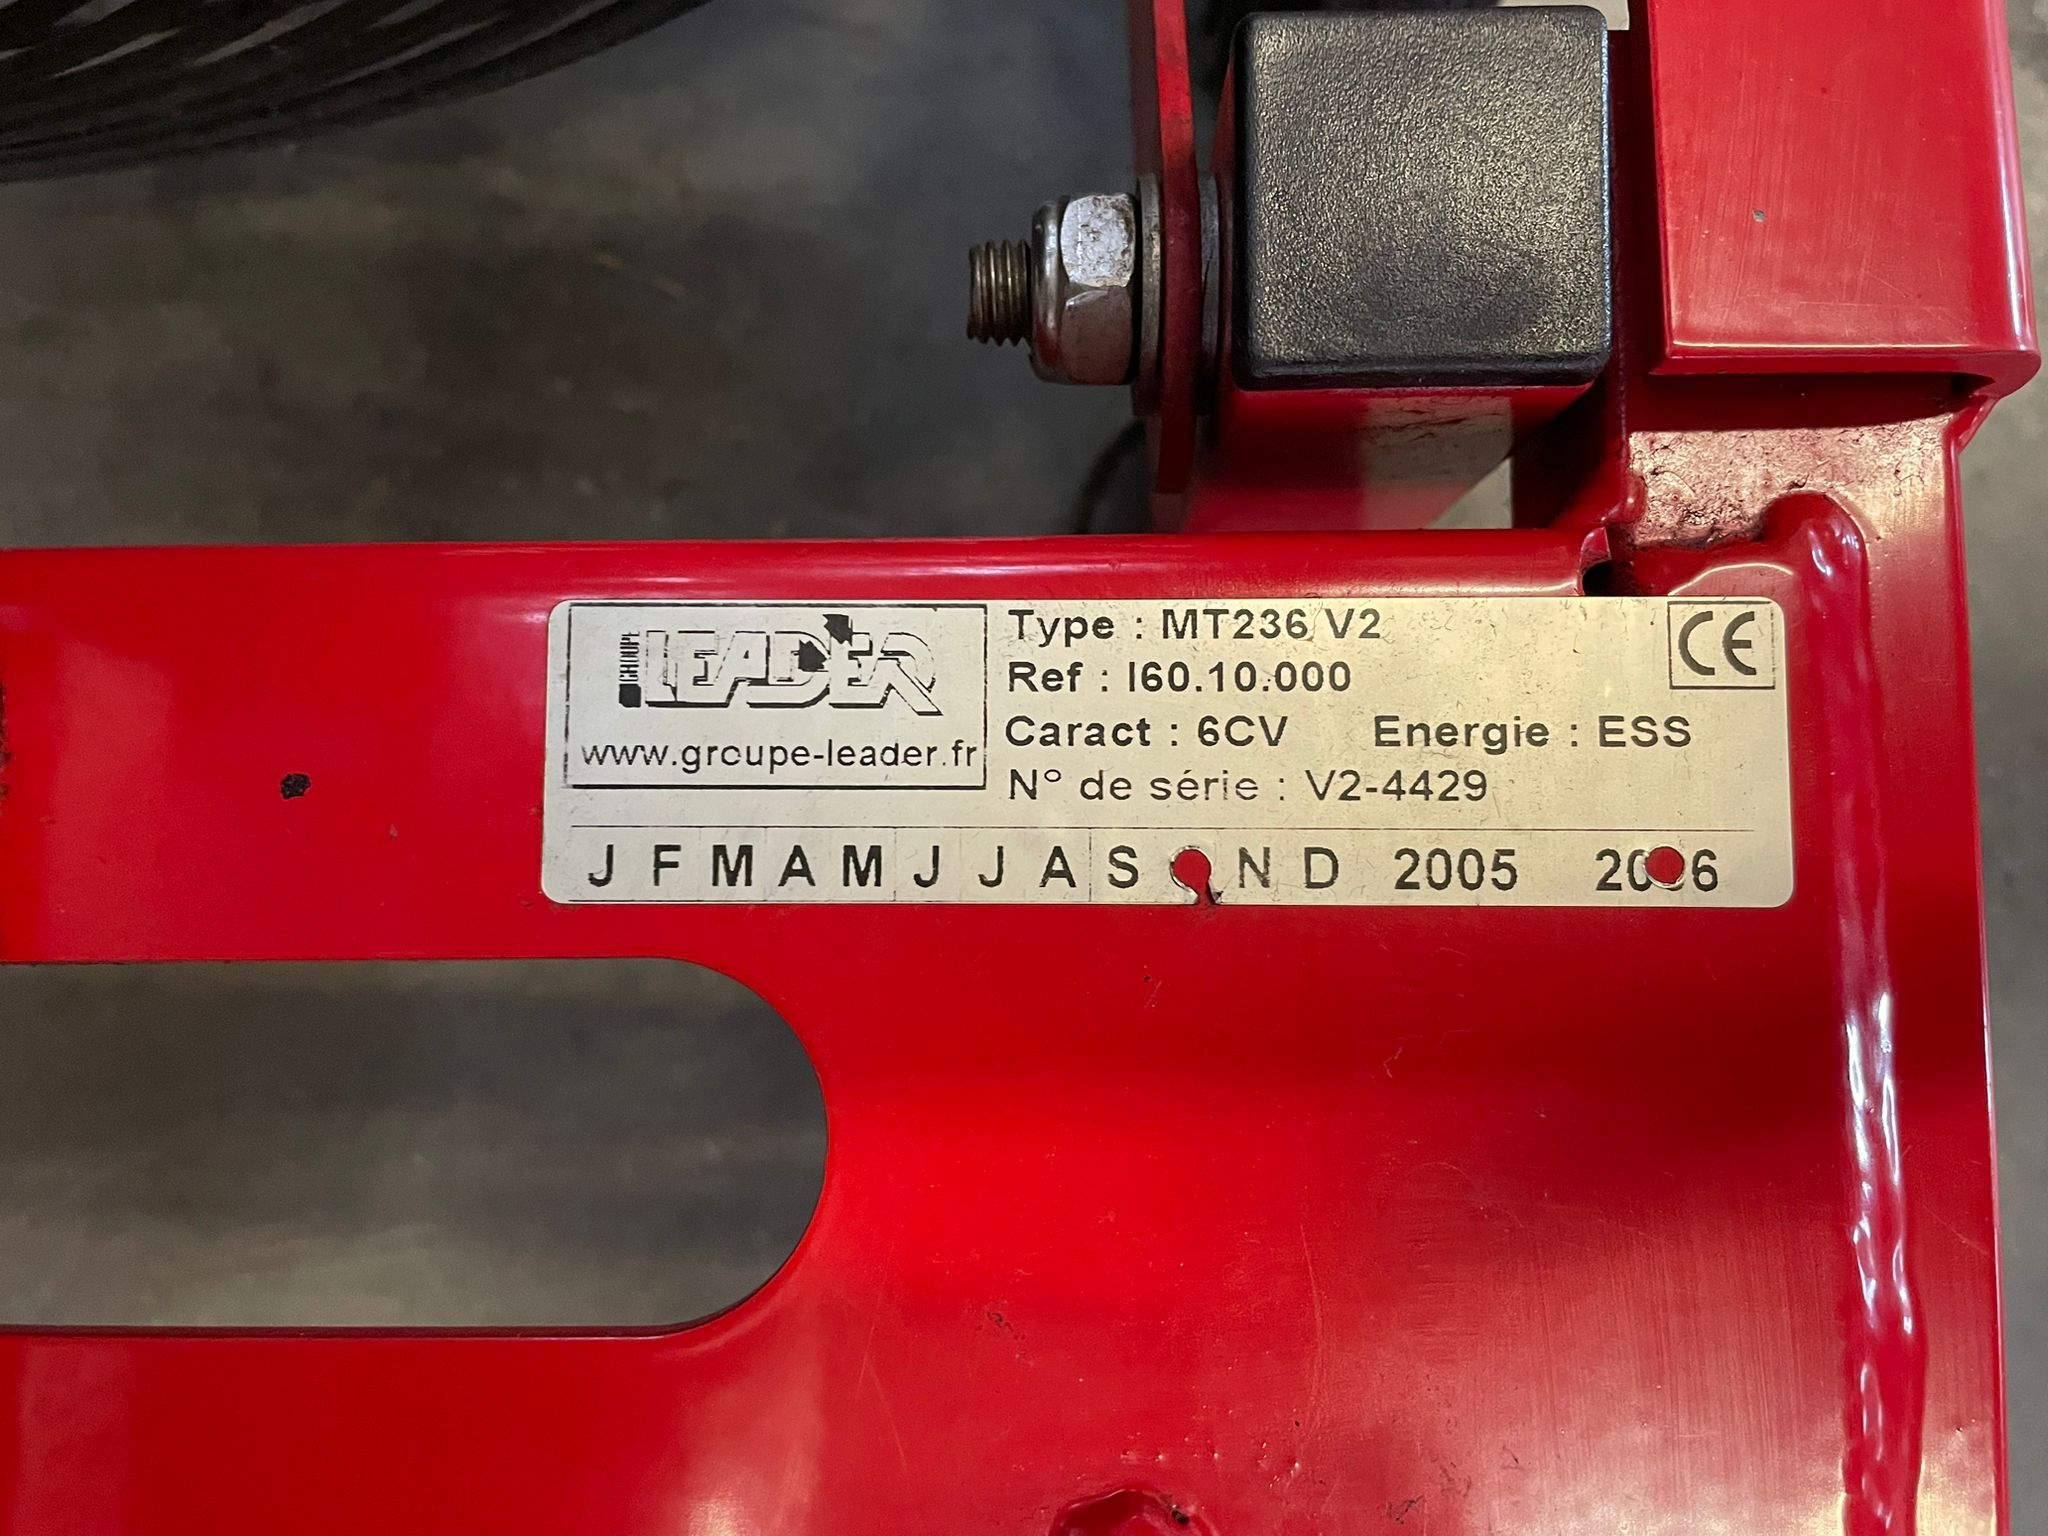 GROUPE LEADER
www.groupe-leader.fr
Type : MT236 V2
Ref : I60.10.000
Caract : 6CV Energie : ESS
N° de série : V2-4429
CE
J F M A M J J A S N D 2005 2006